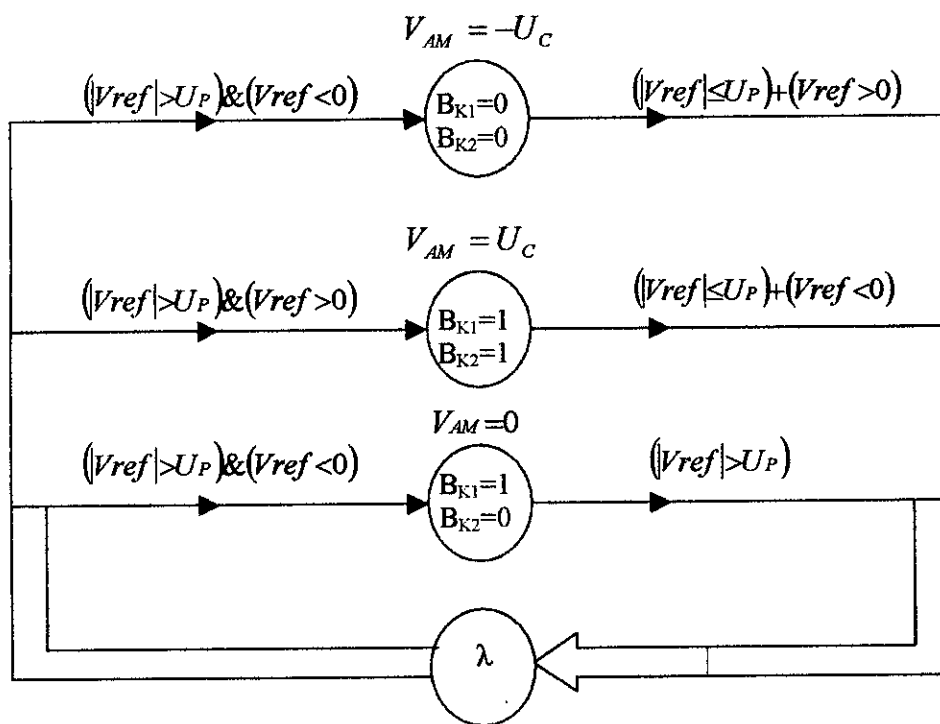 V_AM = −U_C
(|Vref|>U_P)&(Vref<0)
(|Vref|≤U_P)+(Vref>0)
B_K1=0
B_K2=0
V_AM = U_C
(|Vref|>U_P)&(Vref>0)
(|Vref|≤U_P)+(Vref<0)
B_K1=1
B_K2=1
V_AM=0
(|Vref|>U_P)&(Vref<0)
(|Vref|>U_P)
B_K1=1
B_K2=0
λ